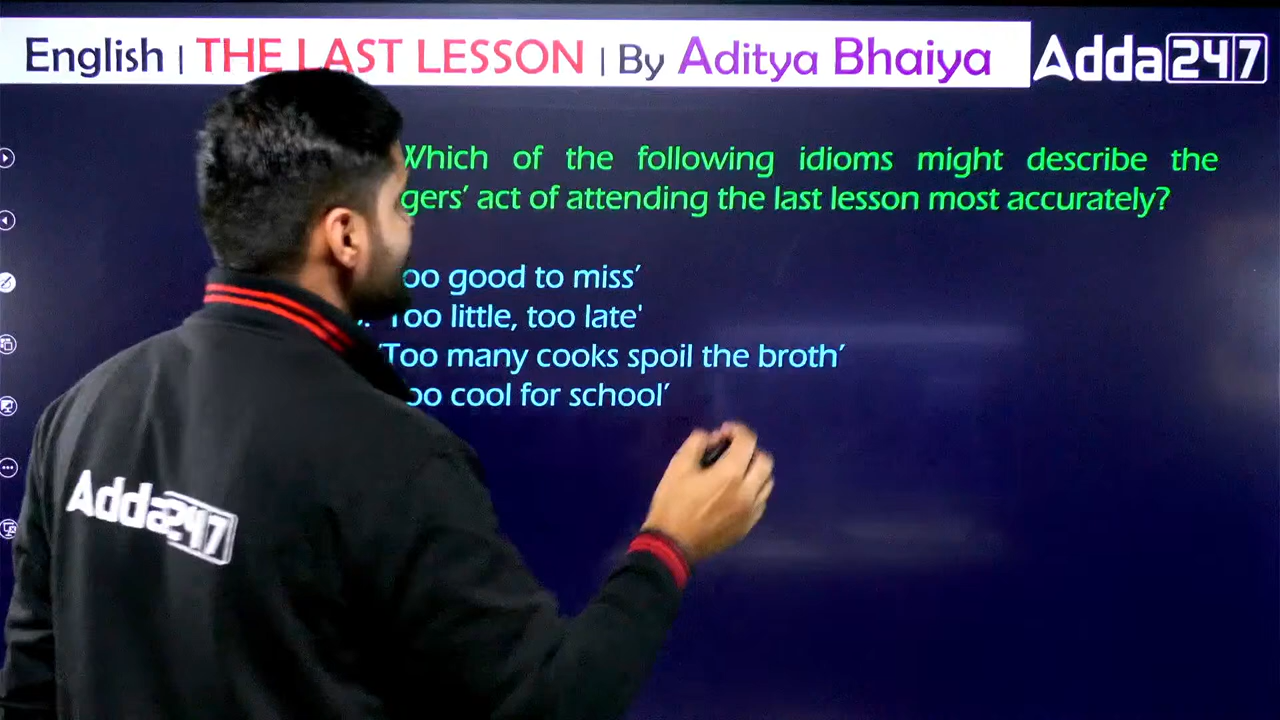 English | THE LAST LESSON | By Aditya Bhaiya
Adda247
Which of the following idioms might describe the
gers' act of attending the last lesson most accurately?
oo good to miss'
'Too little, too late'
'Too many cooks spoil the broth'
oo cool for school'
Adda247